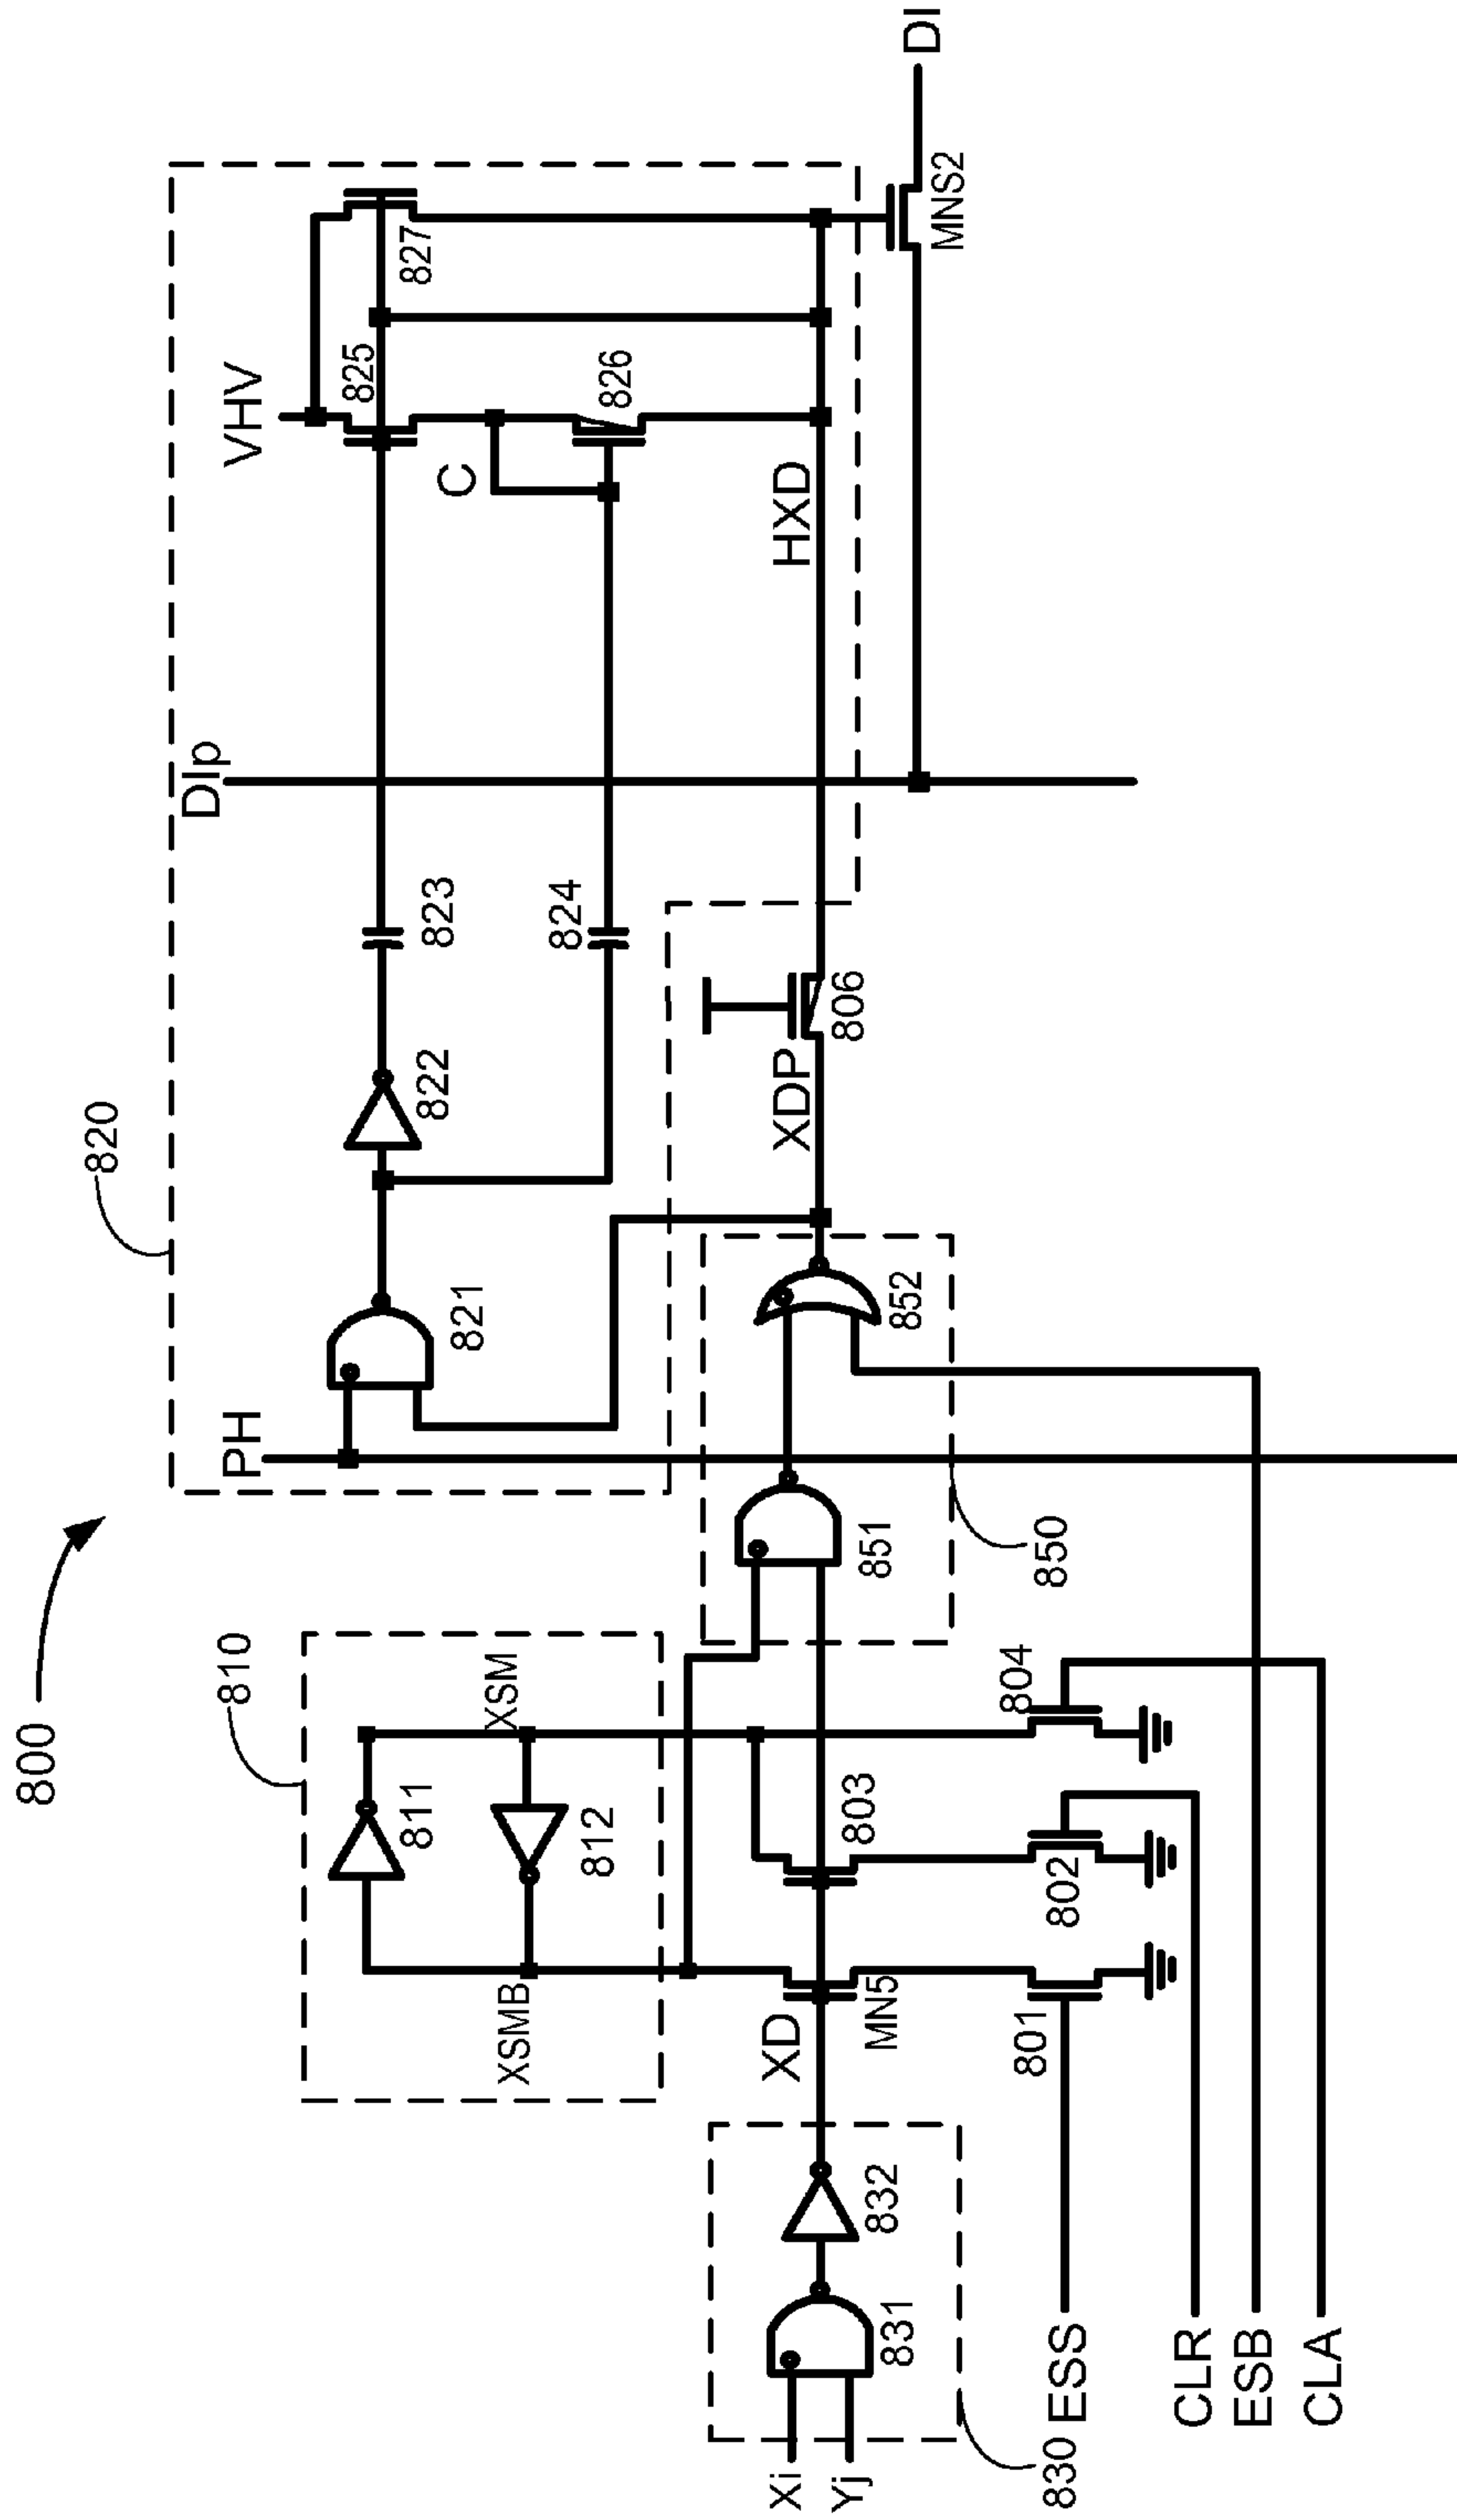 800
820
810
PH
DIp
VHV
811
XSM
812
XSMB
821
822
823
824
825
827
C
826
HXD
XDP
806
MNS2
DI
XD
MN5
803
851
852
850
801
802
804
831
832
Xi
Yj
830
ESS
CLR
ESB
CLA